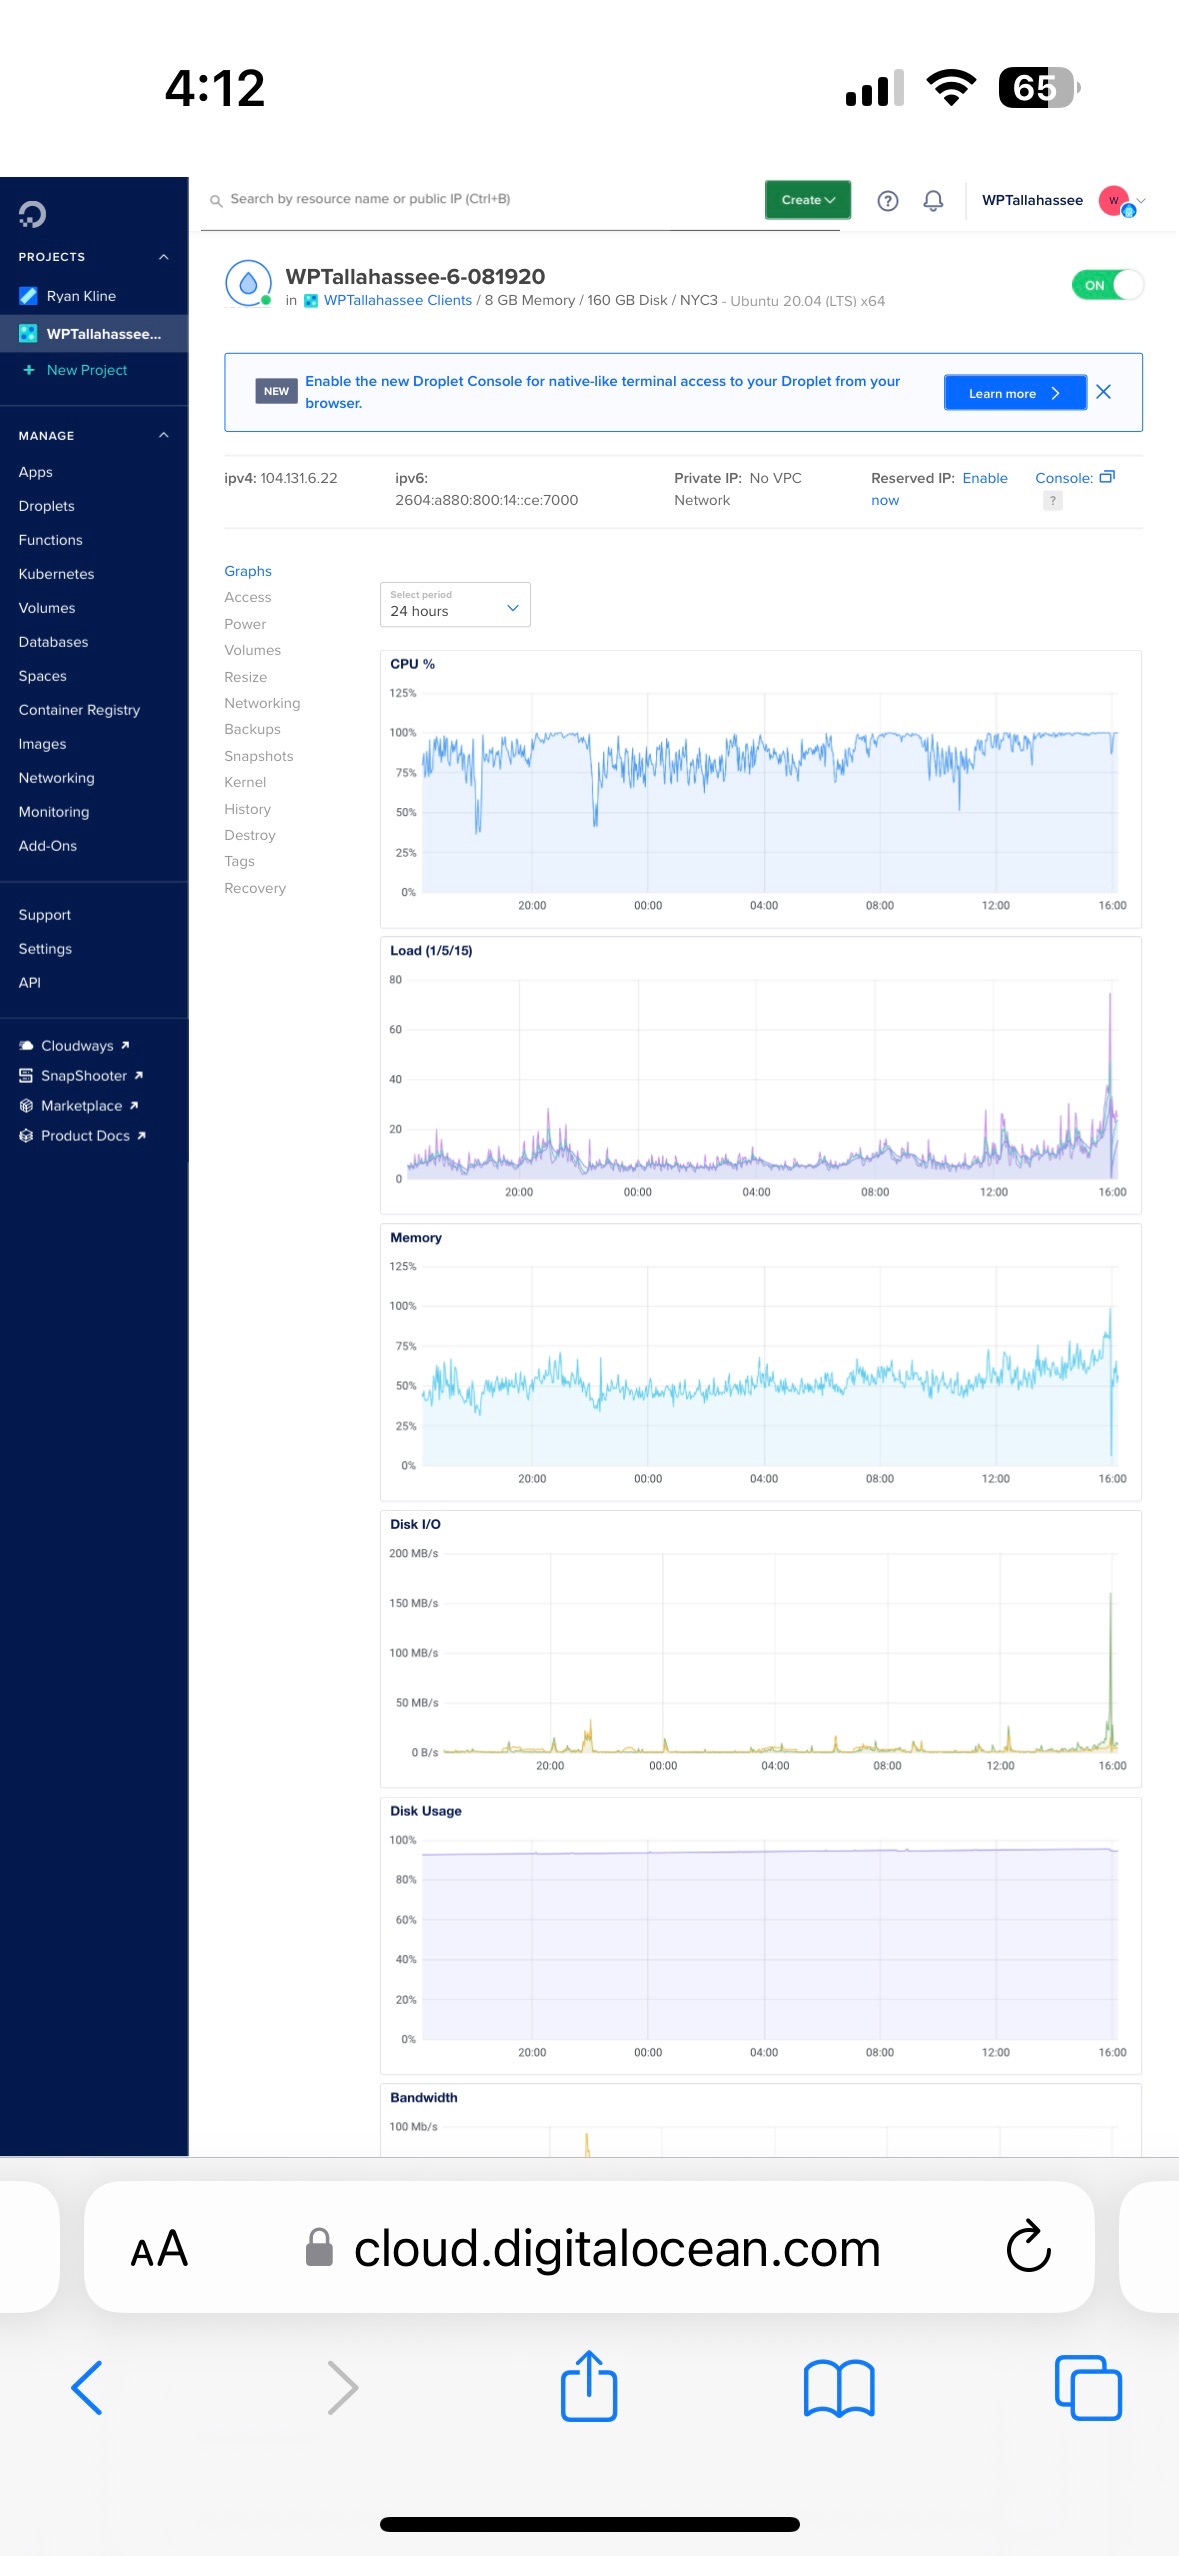 4:12
65
Search by resource name or public IP (Ctrl+B)
Create
WPTallahassee
W
PROJECTS
Ryan Kline
WPTallahassee...
+ New Project
MANAGE
Apps
Droplets
Functions
Kubernetes
Volumes
Databases
Spaces
Container Registry
Images
Networking
Monitoring
Add-Ons
Support
Settings
API
Cloudways
SnapShooter
Marketplace
Product Docs
WPTallahassee-6-081920
in WPTallahassee Clients / 8 GB Memory / 160 GB Disk / NYC3 - Ubuntu 20.04 (LTS) x64
ON
NEW
Enable the new Droplet Console for native-like terminal access to your Droplet from your
browser.
Learn more
ipv4: 104.131.6.22
ipv6:
2604:a880:800:14::ce:7000
Private IP: No VPC
Network
Reserved IP: Enable
now
Console:
?
Graphs
Access
Power
Volumes
Resize
Networking
Backups
Snapshots
Kernel
History
Destroy
Tags
Recovery
Select period
24 hours
CPU %
125%
100%
75%
50%
25%
0%
20:00 00:00 04:00 08:00 12:00 16:00
Load (1/5/15)
80
60
40
20
0
20:00 00:00 04:00 08:00 12:00 16:00
Memory
125%
100%
75%
50%
25%
0%
20:00 00:00 04:00 08:00 12:00 16:00
Disk I/O
200 MB/s
150 MB/s
100 MB/s
50 MB/s
0 B/s
20:00 00:00 04:00 08:00 12:00 16:00
Disk Usage
100%
80%
60%
40%
20%
0%
20:00 00:00 04:00 08:00 12:00 16:00
Bandwidth
100 Mb/s
AA
cloud.digitalocean.com